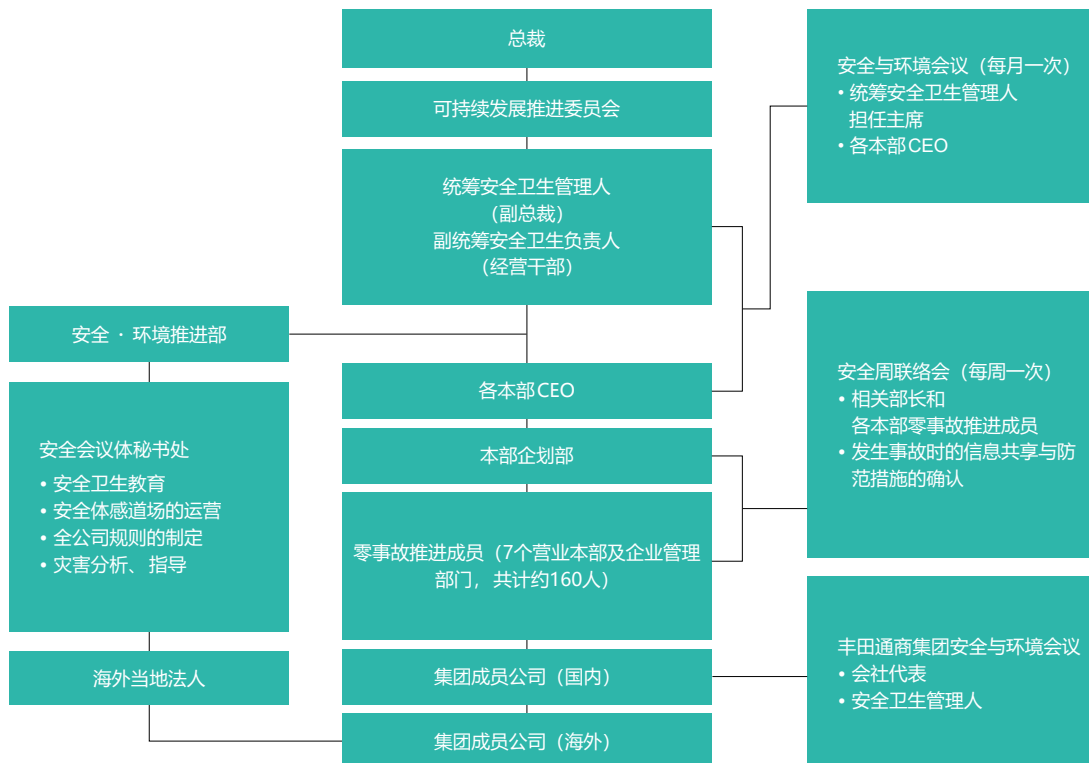 总裁
可持续发展推进委员会
统筹安全卫生管理人
(副总裁)
副统筹安全卫生负责人
(经营干部)
安全 · 环境推进部
安全会议体秘书处
• 安全卫生教育
• 安全体感道场的运营
• 全公司规则的制定
• 灾害分析、指导
海外当地法人
各本部CEO
本部企划部
零事故推进成员（7个营业本部及企业管理
部门，共计约160人）
集团成员公司（国内）
集团成员公司（海外）
安全与环境会议（每月一次）
• 统筹安全卫生管理人
担任主席
• 各本部CEO
安全周联络会（每周一次）
• 相关部长和
各本部零事故推进成员
• 发生事故时的信息共享与防
范措施的确认
丰田通商集团安全与环境会议
• 会社代表
• 安全卫生管理人